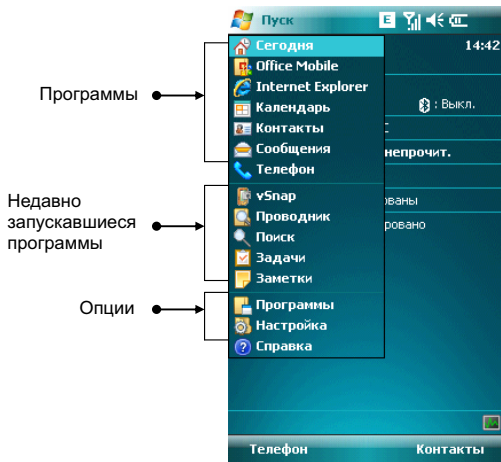 Пуск
E
Сегодня
14:42
Office Mobile
Internet Explorer
Программы
Календарь
: Выкл.
Контакты
Сообщения
непрочит.
Телефон
Недавно
запускавшиеся
программы
vSnap
ваны
Проводник
ровано
Поиск
Задачи
Заметки
Опции
Программы
Настройка
Справка
Телефон
Контакты